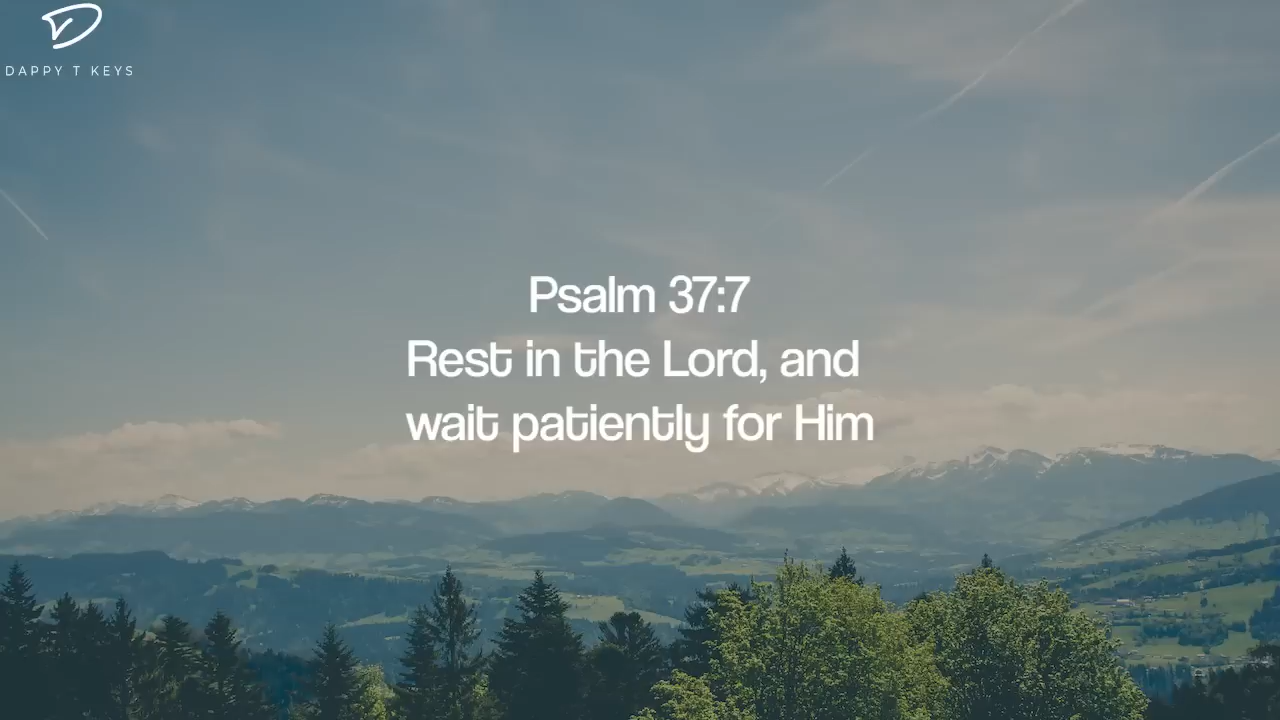 DAPPY T KEYS
Psalm 37:7
Rest in the Lord, and
wait patiently for Him